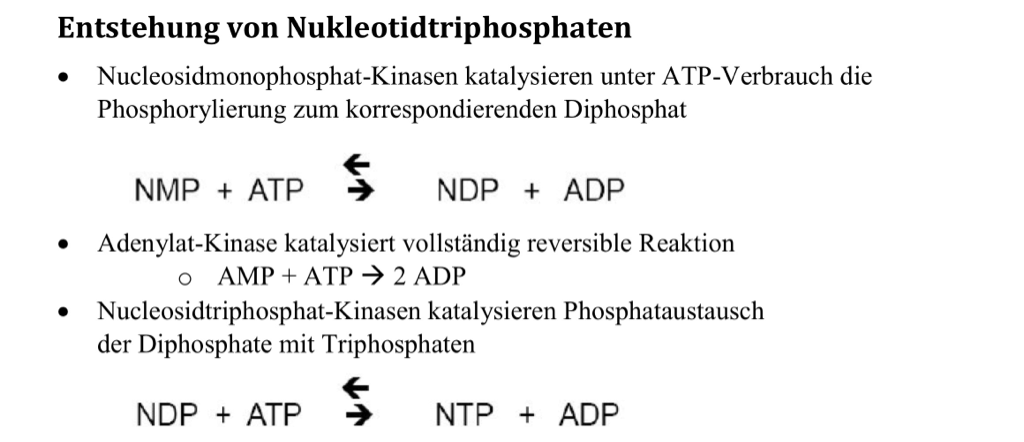 Entstehung von Nukleotidtriphosphaten
• Nucleosidmonophosphat-Kinasen katalysieren unter ATP-Verbrauch die
Phosphorylierung zum korrespondierenden Diphosphat
NMP + ATP ⇆ NDP + ADP
• Adenylat-Kinase katalysiert vollständig reversible Reaktion
o AMP + ATP → 2 ADP
• Nucleosidtriphosphat-Kinasen katalysieren Phosphataustausch
der Diphosphate mit Triphosphaten
NDP + ATP ⇆ NTP + ADP